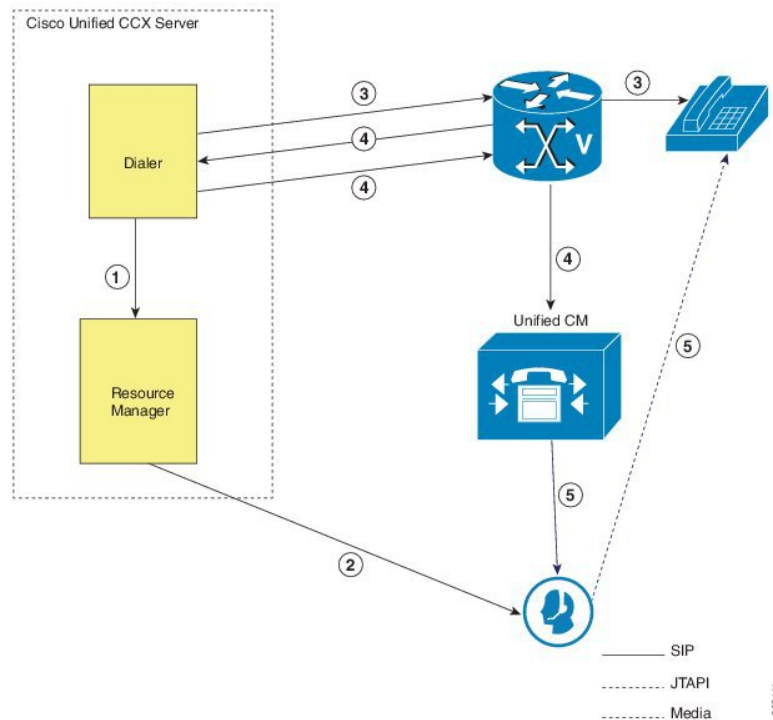 Cisco Unified CCX Server
3
3
Dialer
4
V
4
1
4
Unified CM
5
Resource
Manager
5
2
SIP
JTAPI
Media